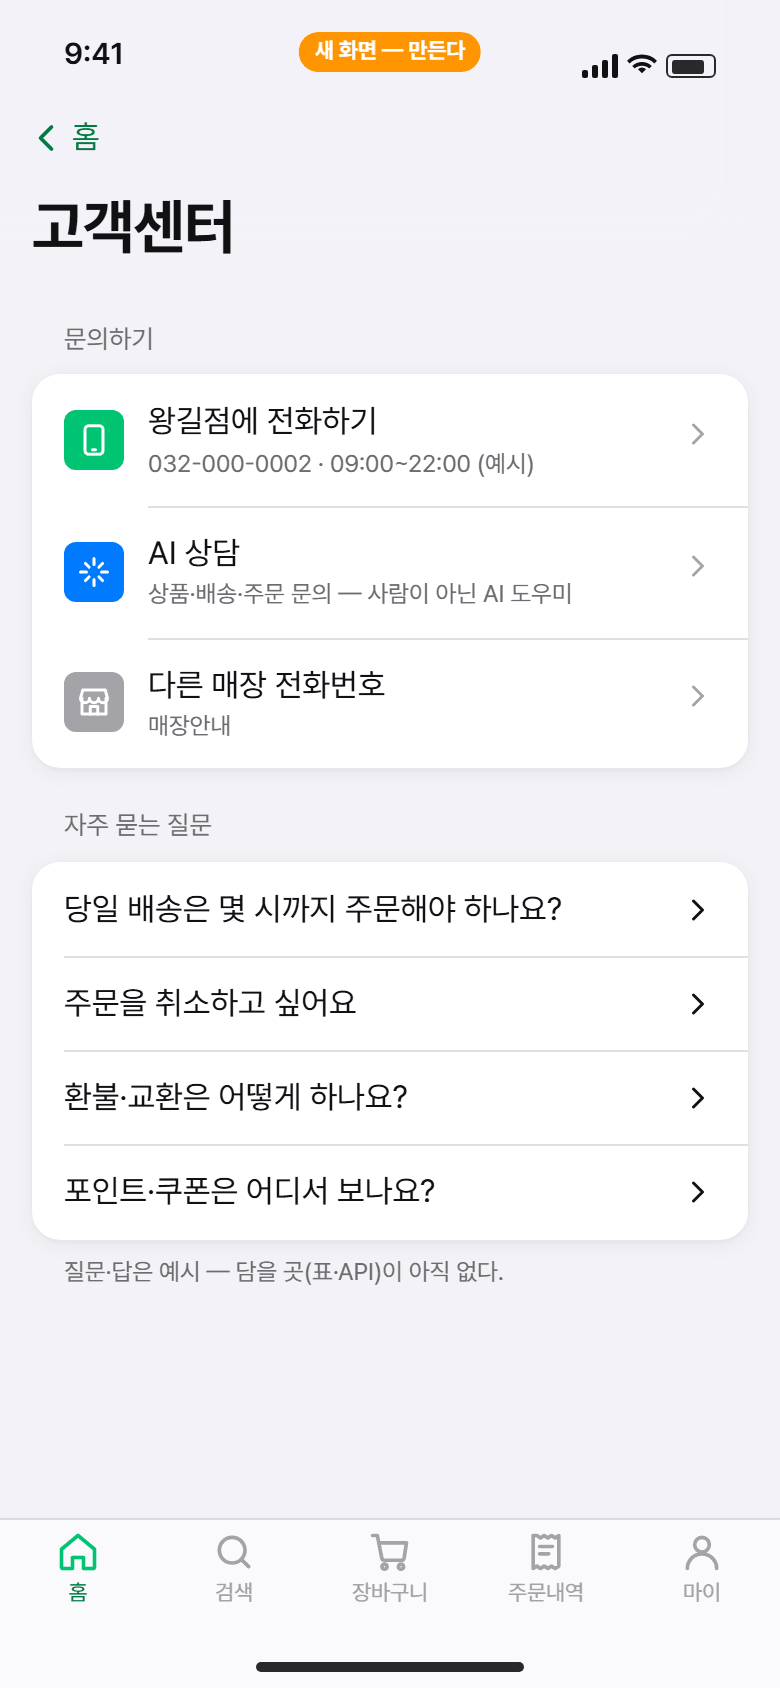 9:41
새 화면 — 만든다
홈
고객센터
문의하기
왕길점에 전화하기
032-000-0002 · 09:00~22:00 (예시)
AI 상담
상품·배송·주문 문의 — 사람이 아닌 AI 도우미
다른 매장 전화번호
매장안내
자주 묻는 질문
당일 배송은 몇 시까지 주문해야 하나요?
주문을 취소하고 싶어요
환불·교환은 어떻게 하나요?
포인트·쿠폰은 어디서 보나요?
질문·답은 예시 — 담을 곳(표·API)이 아직 없다.
홈 검색 장바구니 주문내역 마이